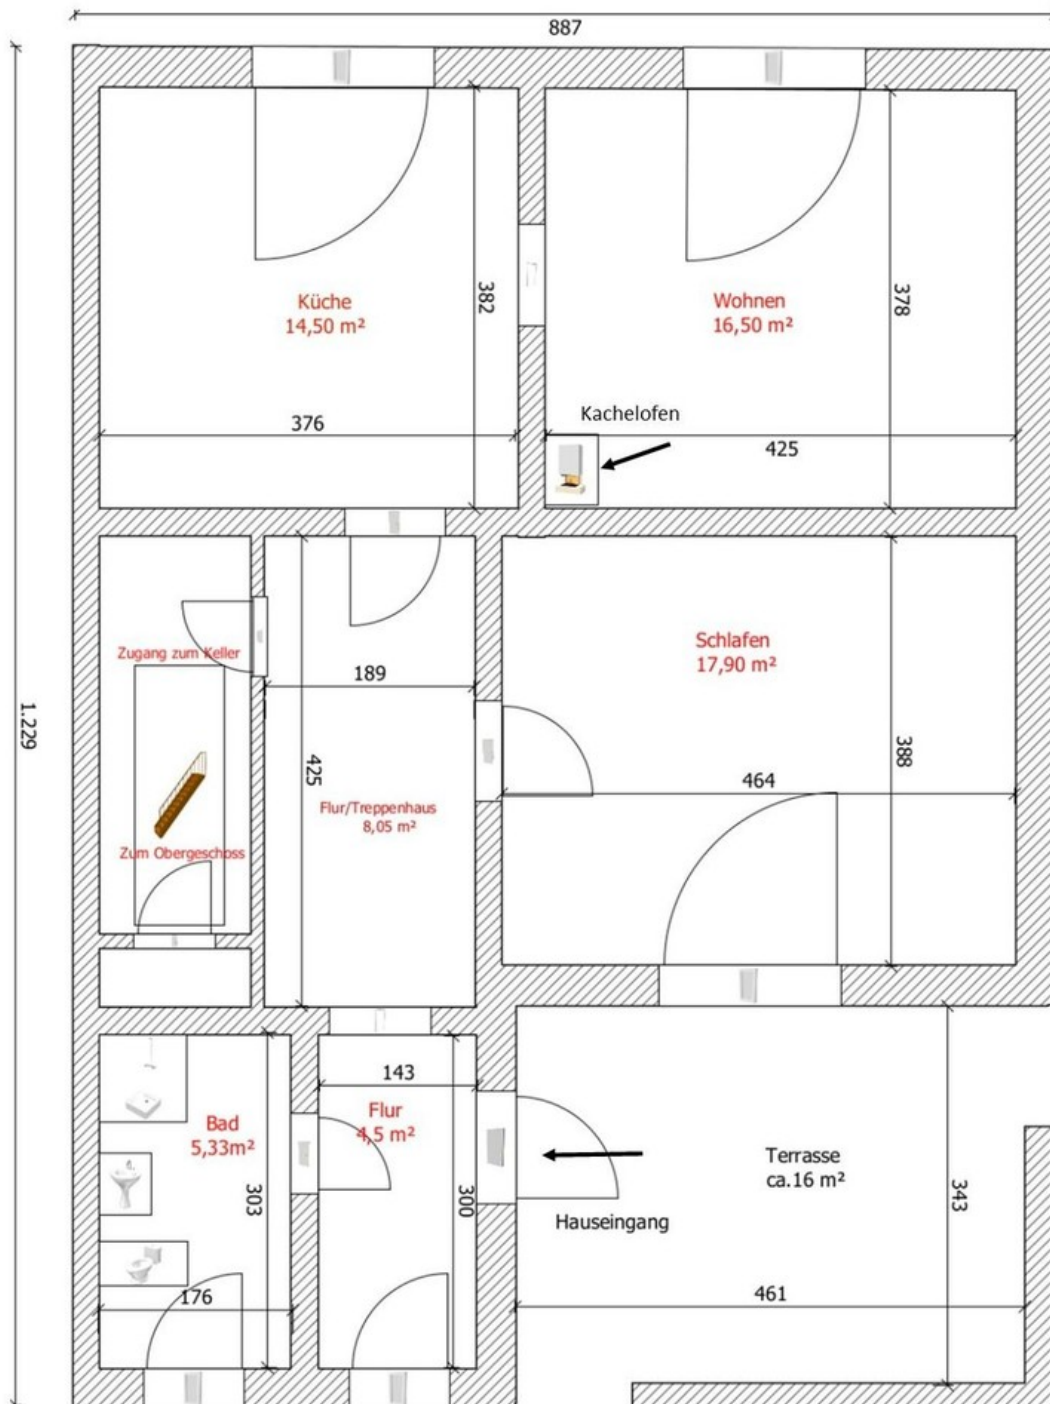 887
1.229
Küche
14,50 m²
382
376
Wohnen
16,50 m²
378
Kachelofen
425
Zugang zum Keller
Zum Obergeschoss
189
425
Flur/Treppenhaus
8,05 m²
Schlafen
17,90 m²
388
464
Bad
5,33m²
303
176
143
Flur
4,5 m²
300
Hauseingang
Terrasse
ca.16 m²
343
461